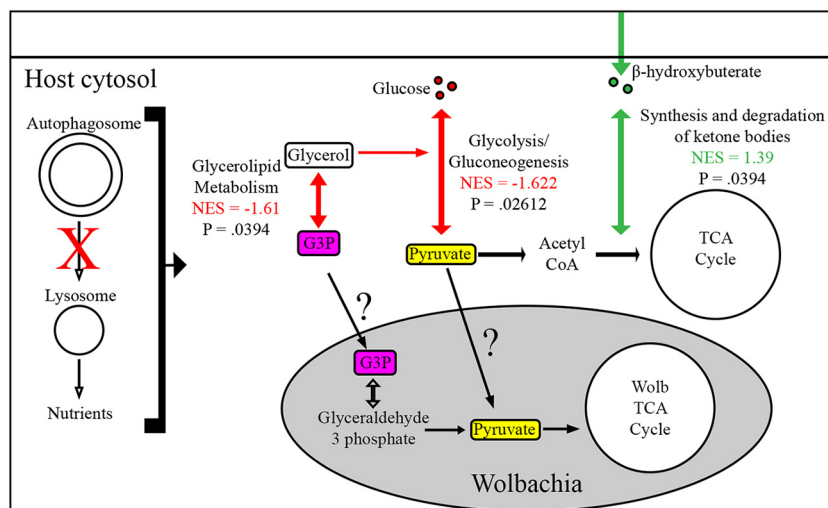 Host cytosol
Autophagosome
X
Lysosome
Nutrients
Glycerolipid
Metabolism
NES = -1.61
P = .0394
Glycerol
G3P
Glucose
Glycolysis/
Gluconeogenesis
NES = -1.622
P = .02612
Pyruvate
Acetyl
CoA
β-hydroxybuterate
Synthesis and degradation
of ketone bodies
NES = 1.39
P = .0394
TCA
Cycle
?
?
G3P
Glyceraldehyde
3 phosphate
Pyruvate
Wolb
TCA
Cycle
Wolbachia